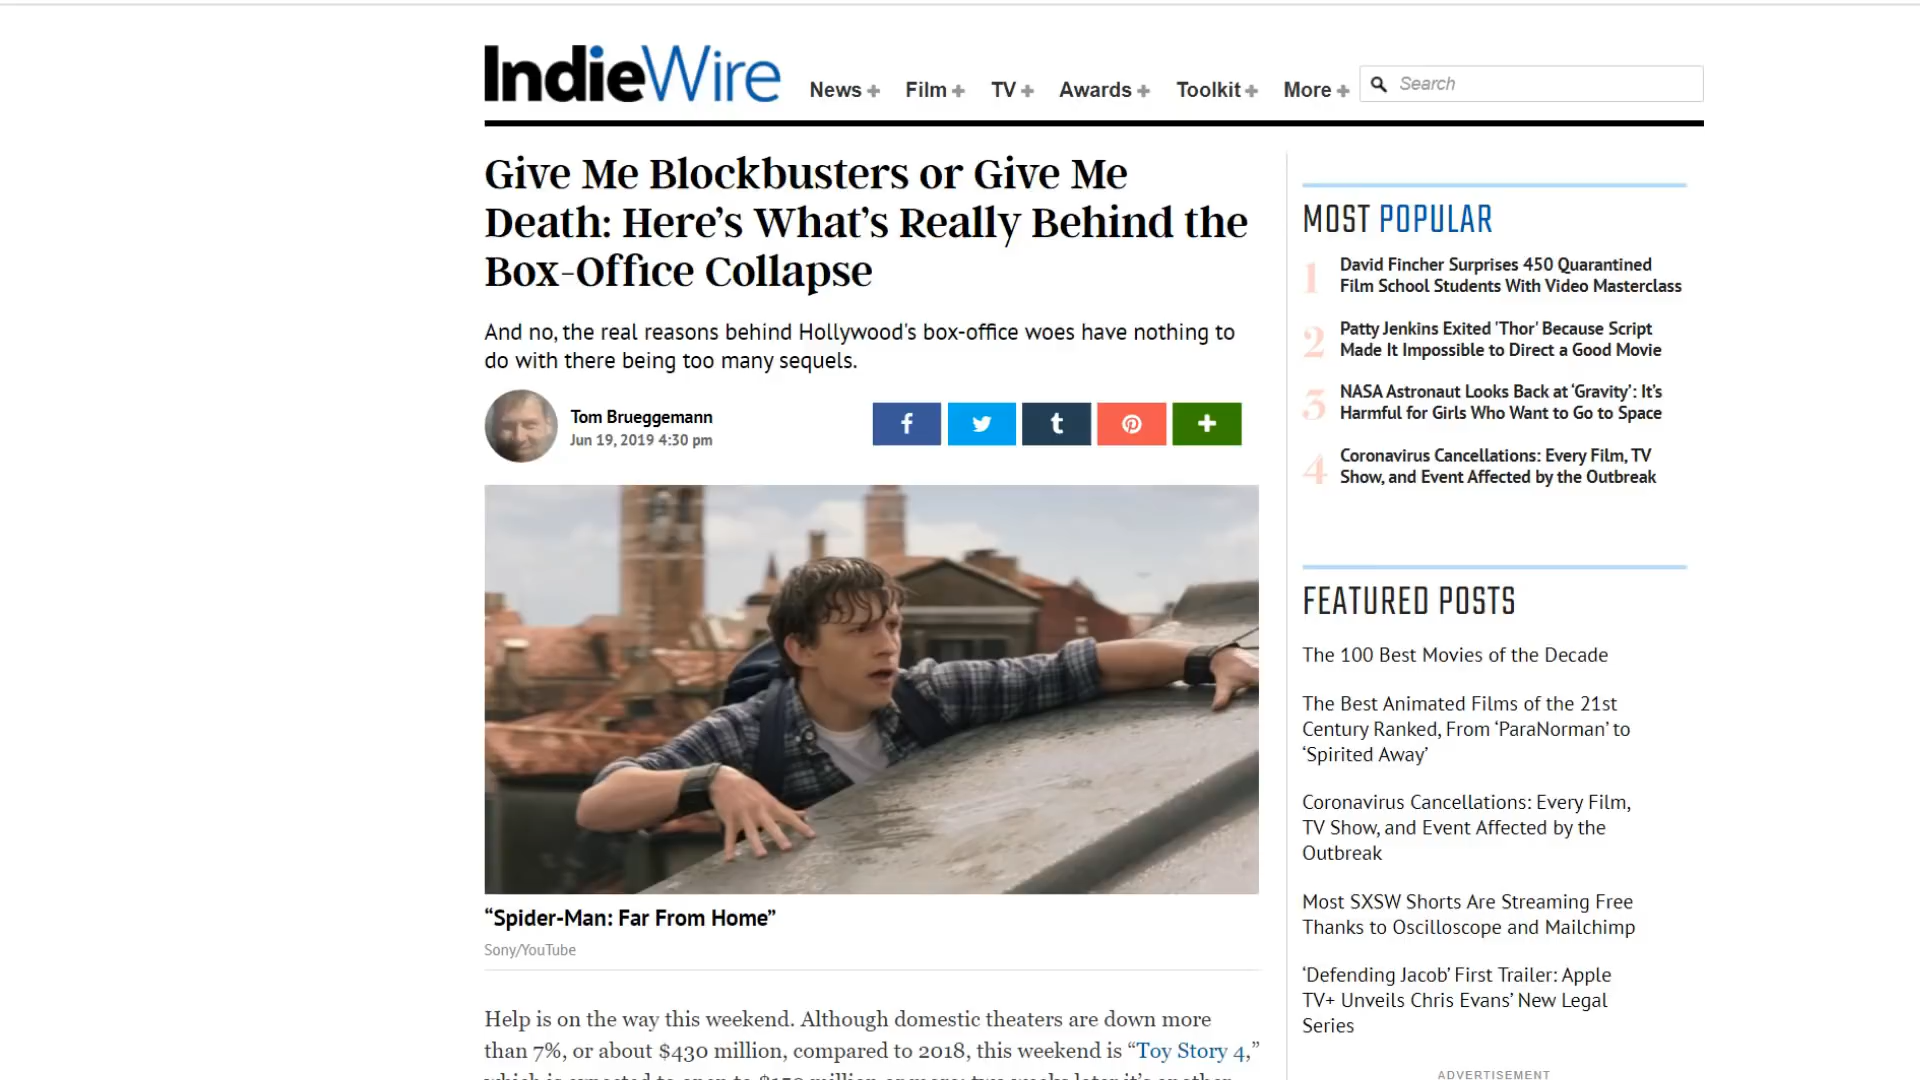 IndieWire
News + Film + TV + Awards + Toolkit + More + Search
Give Me Blockbusters or Give Me
Death: Here’s What’s Really Behind the
Box-Office Collapse
And no, the real reasons behind Hollywood's box-office woes have nothing to
do with there being too many sequels.
Tom Brueggemann
Jun 19, 2019 4:30 pm
“Spider-Man: Far From Home”
Sony/YouTube
Help is on the way this weekend. Although domestic theaters are down more
than 7%, or about $430 million, compared to 2018, this weekend is “Toy Story 4,”
MOST POPULAR
1 David Fincher Surprises 450 Quarantined
Film School Students With Video Masterclass
2 Patty Jenkins Exited 'Thor' Because Script
Made It Impossible to Direct a Good Movie
3 NASA Astronaut Looks Back at ‘Gravity’: It’s
Harmful for Girls Who Want to Go to Space
4 Coronavirus Cancellations: Every Film, TV
Show, and Event Affected by the Outbreak
FEATURED POSTS
The 100 Best Movies of the Decade
The Best Animated Films of the 21st
Century Ranked, From ‘ParaNorman’ to
‘Spirited Away’
Coronavirus Cancellations: Every Film,
TV Show, and Event Affected by the
Outbreak
Most SXSW Shorts Are Streaming Free
Thanks to Oscilloscope and Mailchimp
‘Defending Jacob’ First Trailer: Apple
TV+ Unveils Chris Evans’ New Legal
Series
ADVERTISEMENT